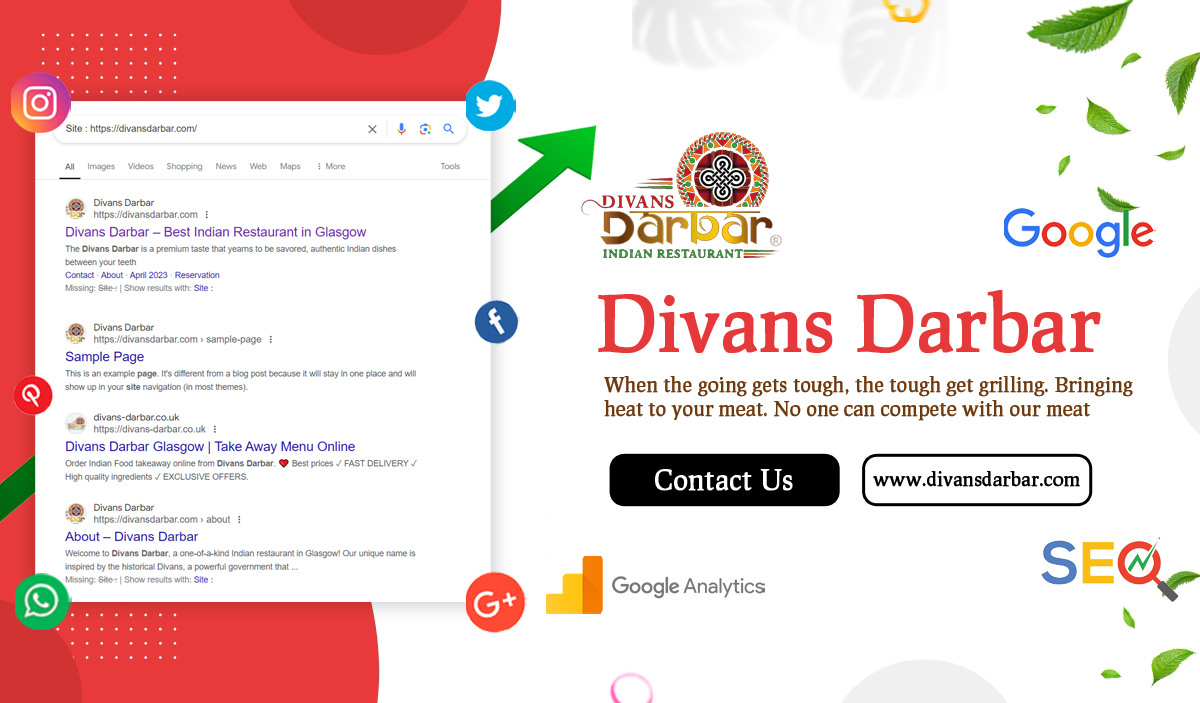 Site : https://divansdarbar.com/
All Images Videos Shopping News Web Maps More Tools
Divans Darbar
https://divansdarbar.com
Divans Darbar – Best Indian Restaurant in Glasgow
The Divans Darbar is a premium taste that yearns to be savored, authentic Indian dishes
between your teeth
Contact · About · April 2023 · Reservation
Missing: Site : | Show results with: Site :
Divans Darbar
https://divansdarbar.com › sample-page
Sample Page
This is an example page. It's different from a blog post because it will stay in one place and will
show up in your site navigation (in most themes).
divans-darbar.co.uk
https://divans-darbar.co.uk
Divans Darbar Glasgow | Take Away Menu Online
Order Indian Food takeaway online from Divans Darbar. ❤ Best prices ✓ FAST DELIVERY ✓
High quality ingredients ✓ EXCLUSIVE OFFERS.
Divans Darbar
https://divansdarbar.com › about
About – Divans Darbar
Welcome to Divans Darbar, a one-of-a-kind Indian restaurant in Glasgow! Our unique name is
inspired by the historical Divans, a powerful government that ...
Missing: Site : | Show results with: Site :
G+
DIVANS
Darbar ®
INDIAN RESTAURANT
Google
Divans Darbar
When the going gets tough, the tough get grilling. Bringing
heat to your meat. No one can compete with our meat
Contact Us
www.divansdarbar.com
Google Analytics
SEO